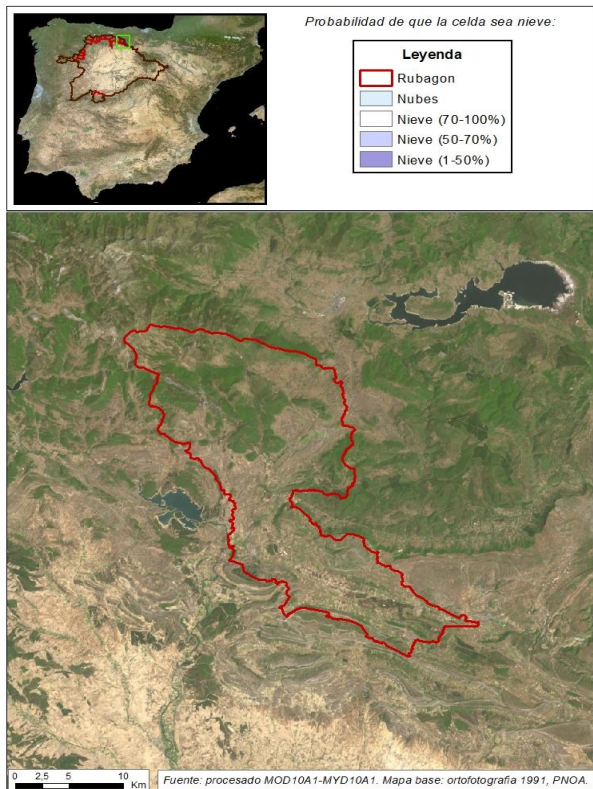 Probabilidad de que la celda sea nieve:
Leyenda
Rubagon
Nubes
Nieve (70-100%)
Nieve (50-70%)
Nieve (1-50%)
0 2,5 5 10
Km
Fuente: procesado MOD10A1-MYD10A1. Mapa base: ortofotografia 1991, PNOA.